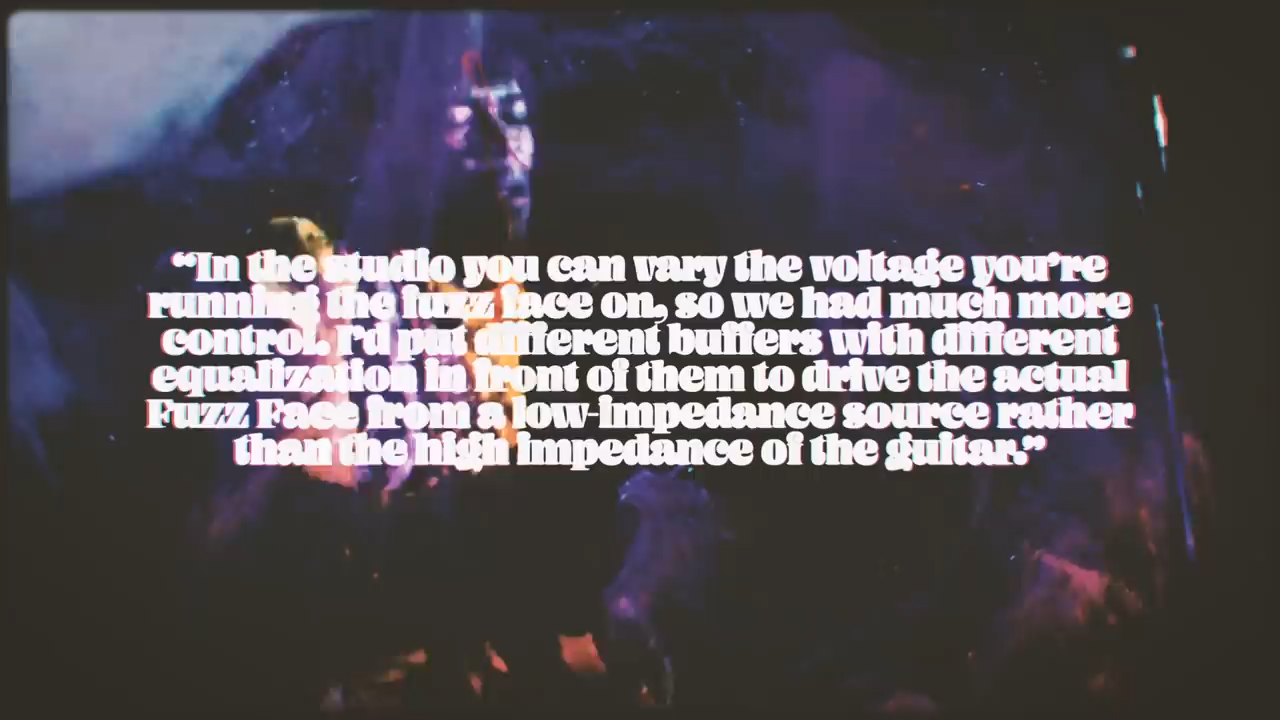 “In the studio you can vary the voltage you’re
running the fuzz face on, so we had much more
control. I’d put different buffers with different
equalization in front of them to drive the actual
Fuzz Face from a low-impedance source rather
than the high impedance of the guitar.”